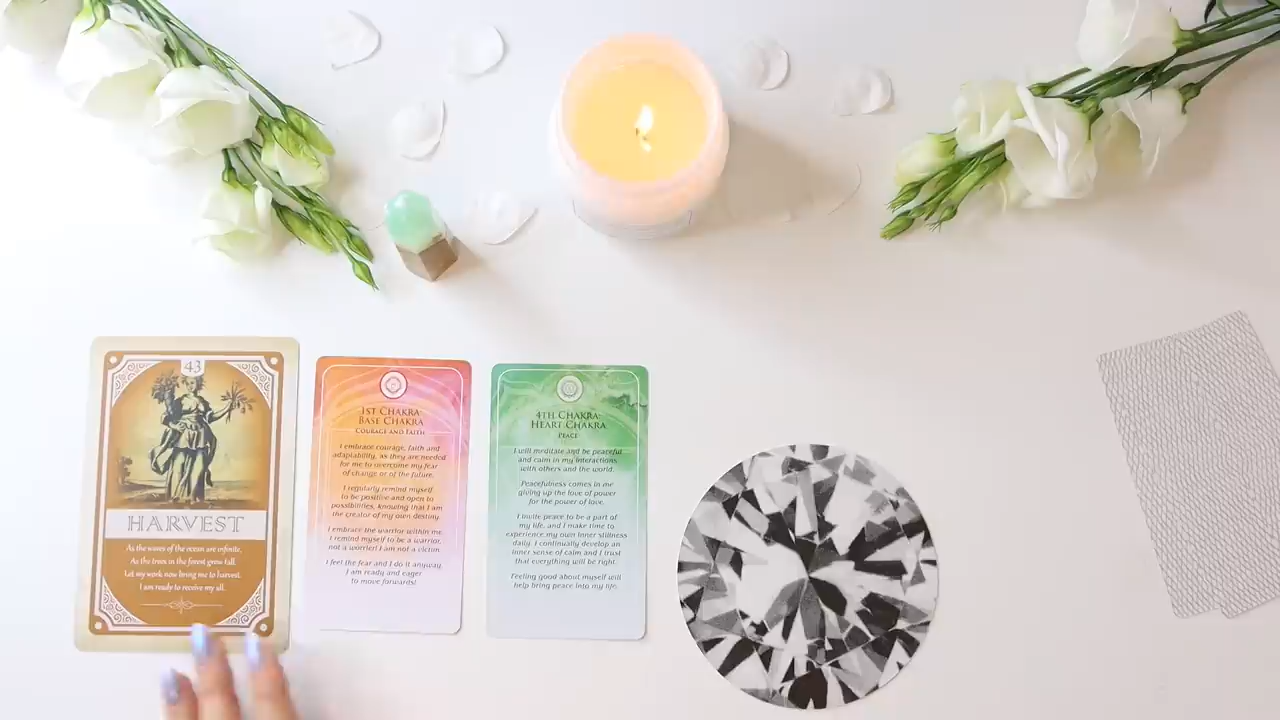 43
HARVEST
As the waves of the ocean are infinite,
As the trees in the forest grow tall,
Let my work now bring me to harvest.
I am ready to receive my all.
1ST CHAKRA:
BASE CHAKRA
COURAGE AND FAITH
I embrace courage, faith and
adaptability, as they are needed
for me to overcome my fear
of change or of the future.
I regularly remind myself
to be positive and open to
possibilities, knowing that I am
the creator of my own destiny.
I embrace the warrior within me.
I remind myself to be a warrior,
not a worrier! I am not a victim.
I feel the fear and I do it anyway.
I am ready and eager
to move forwards!
4TH CHAKRA:
HEART CHAKRA
PEACE
I will meditate and be peaceful
and calm in my interactions
with others and the world.
Peacefulness comes in me
giving up the love of power
for the power of love.
I invite peace to be a part of
my life, and I make time to
experience my own inner stillness
daily. I continually develop an
inner sense of calm and I trust
that everything will be right.
Feeling good about myself will
help bring peace into my life.